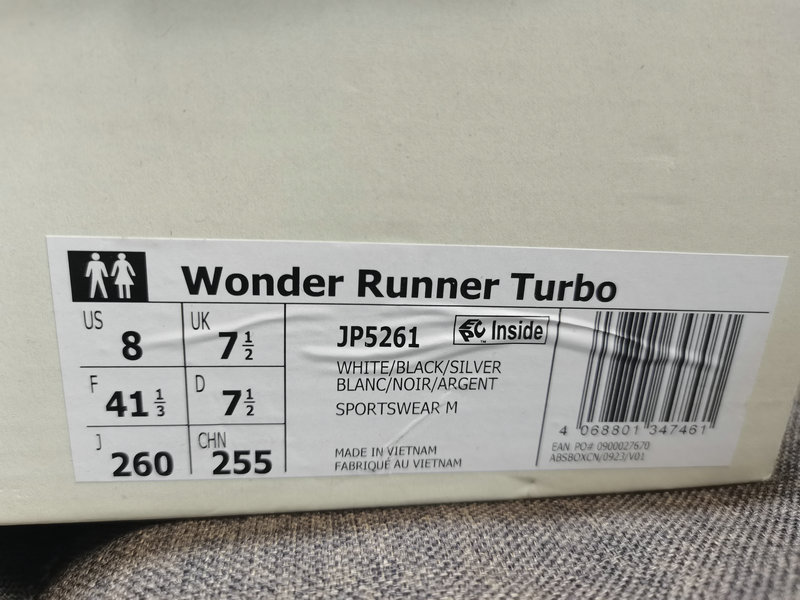 Wonder Runner Turbo
US 8
UK 7 1/2
F 41 1/3
D 7 1/2
J 260
CHN 255
JP5261
EPC Inside
™
WHITE/BLACK/SILVER
BLANC/NOIR/ARGENT
SPORTSWEAR M
MADE IN VIETNAM
FABRIQUÉ AU VIETNAM
4 068801 347461
EAN PO# 0900027670
ABSBOXCN/0923/V01